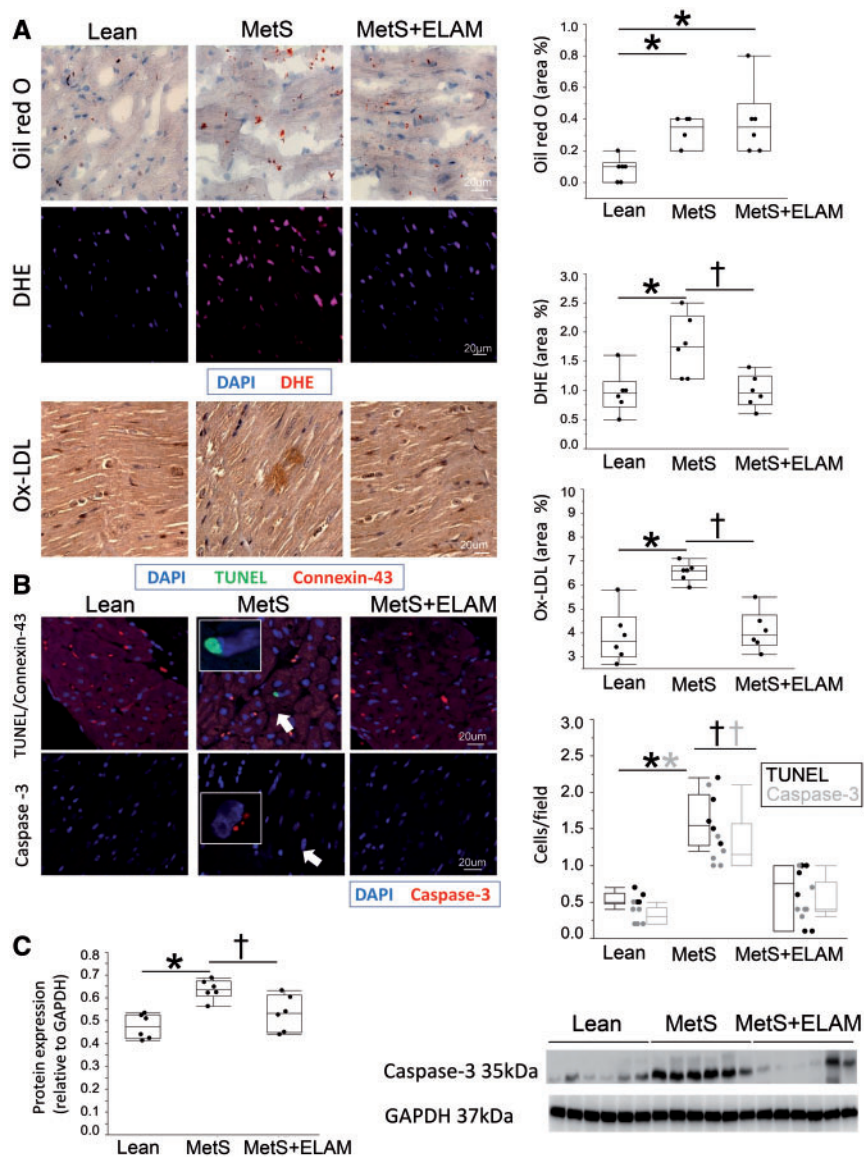 A
Lean MetS MetS+ELAM
Oil red O
20μm 20μm
DHE
20μm
DAPI DHE
Ox-LDL
20μm
Oil red O (area %)
1.0
0.8
0.6
0.4
0.2
0.0
* *
Lean MetS MetS+ELAM
DHE (area %)
3.0
2.5
2.0
1.5
1.0
0.5
0.0
* †
Lean MetS MetS+ELAM
Ox-LDL (area %)
10
9
8
7
6
5
4
3
* †
Lean MetS MetS+ELAM
DAPI TUNEL Connexin-43
B
Lean MetS MetS+ELAM
TUNEL/Connexin-43
20μm 20μm
Caspase -3
20μm
DAPI Caspase-3
Cells/field
3.0
2.5
2.0
1.5
1.0
0.5
0.0
** ††
TUNEL
Caspase-3
Lean MetS MetS+ELAM
C
Protein expression
(relative to GAPDH)
0.8
0.7
0.6
0.5
0.4
0.3
0.2
0.1
0.0
* †
Lean MetS MetS+ELAM
Lean MetS MetS+ELAM
Caspase-3 35kDa
GAPDH 37kDa